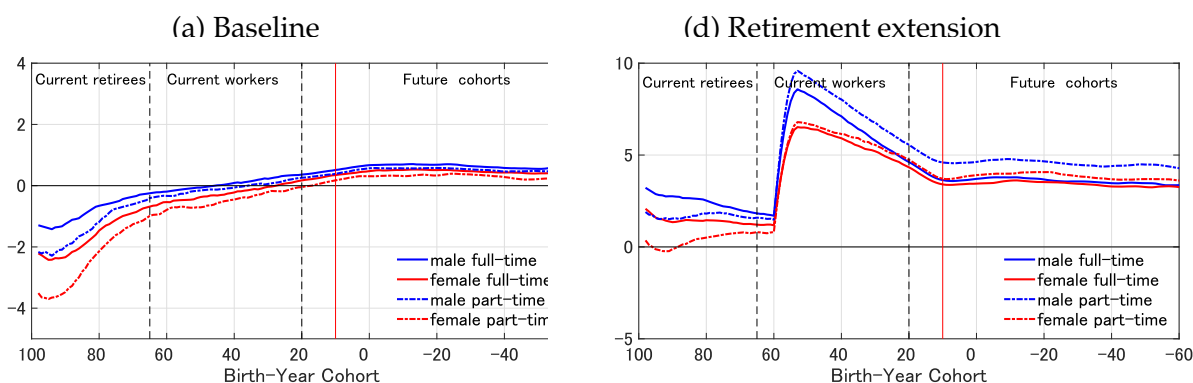 (a) Baseline
4
2
0
-2
-4
Current retirees
Current workers
Future cohorts
male full-time
female full-time
male part-time
female part-tim
100
80
60
40
20
0
-20
-40
Birth-Year Cohort
(d) Retirement extension
10
5
0
-5
Current retirees
Current workers
Future cohorts
male full-time
female full-time
male part-time
female part-time
100
80
60
40
20
0
-20
-40
-60
Birth-Year Cohort